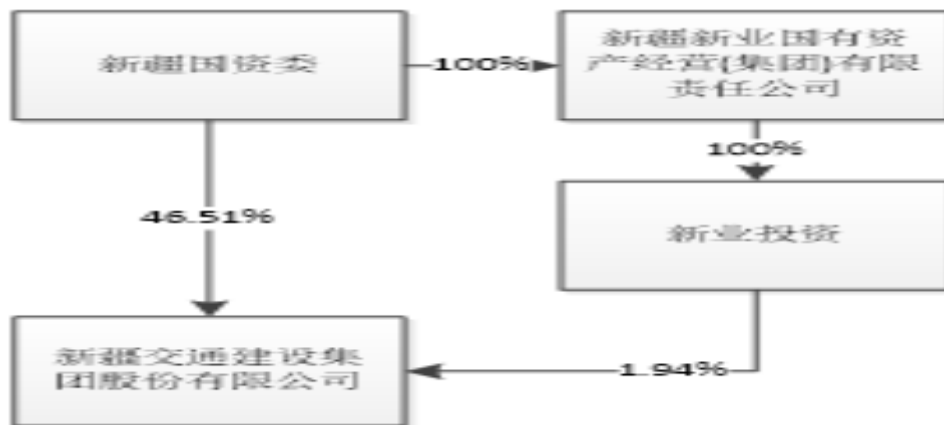 新疆国资委
100%
新疆新业国有资
产经营(集团)有限
责任公司
100%
46.51%
新业投资
新疆交通建设集
团股份有限公司
1.94%